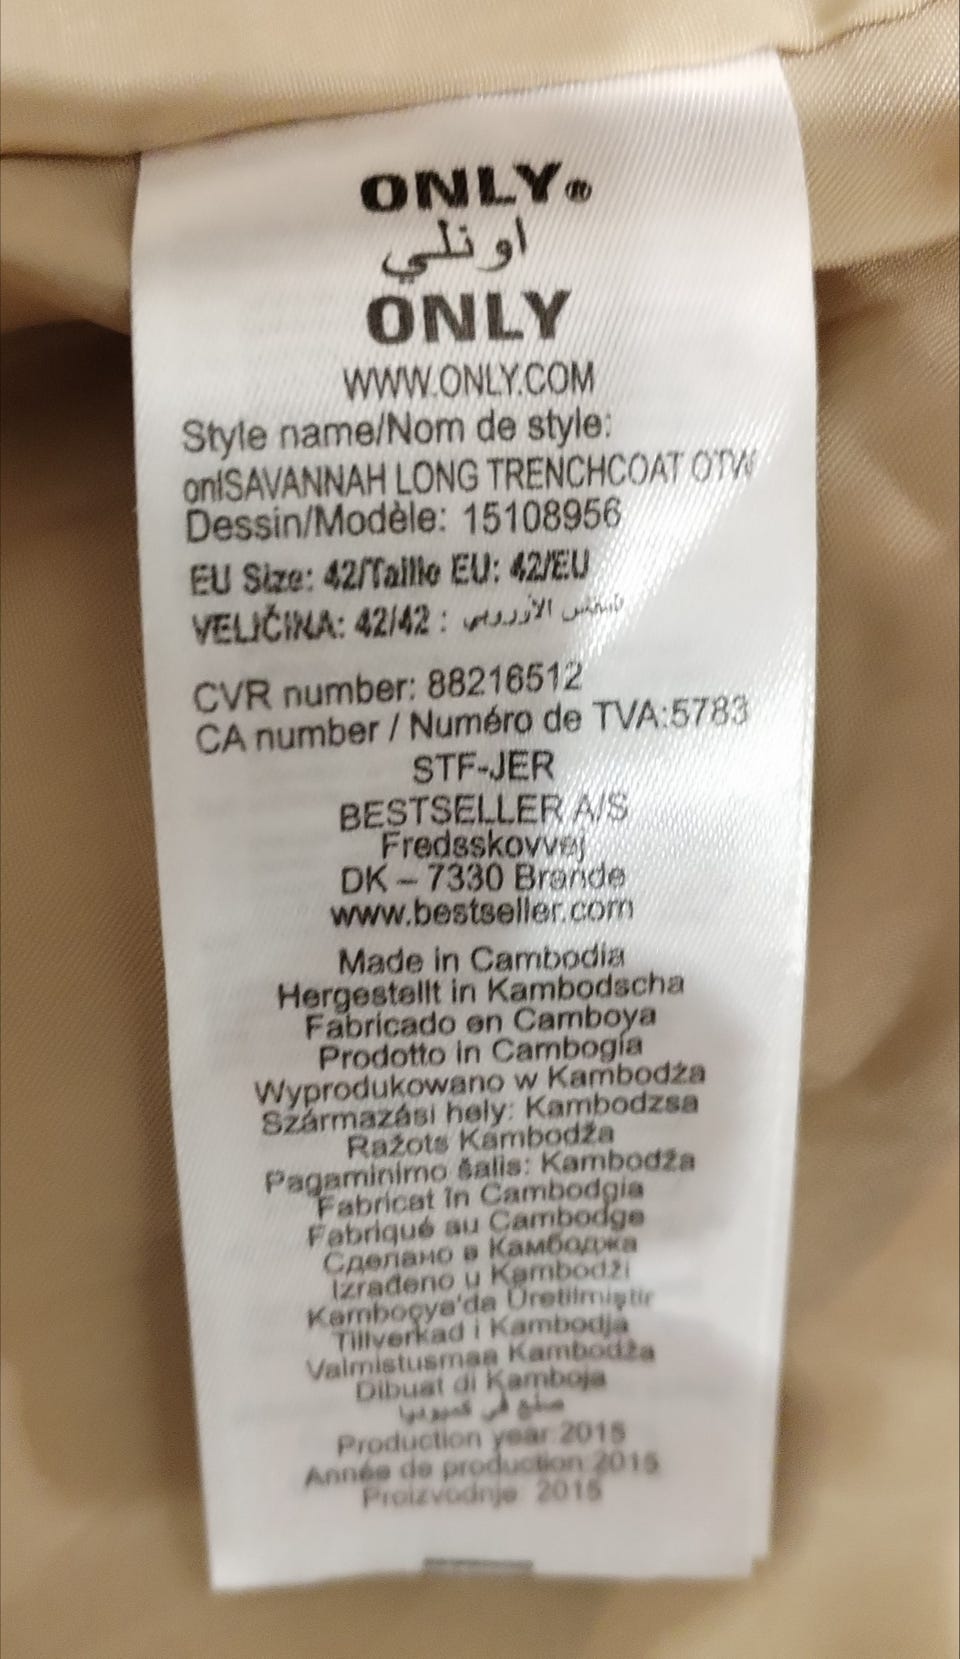 ONLY®
اونلي
ONLY
WWW.ONLY.COM
Style name/Nom de style:
onlSAVANNAH LONG TRENCHCOAT OTW
Dessin/Modèle: 15108956
EU Size: 42/Taille EU: 42/EU
VELIČINA: 42/42 : المقاس الأوروبي
CVR number: 88216512
CA number / Numéro de TVA:5783
STF-JER
BESTSELLER A/S
Fredsskovvej
DK – 7330 Brande
www.bestseller.com
Made in Cambodia
Hergestellt in Kambodscha
Fabricado en Camboya
Prodotto in Cambogia
Wyprodukowano w Kambodża
Származási hely: Kambodzsa
Ražots Kambodža
Pagaminimo šalis: Kambodža
Fabricat în Cambodgia
Fabriqué au Cambodge
Сделано в Камбоджа
Izrađeno u Kambodži
Kamboçya'da Üretilmiştir
Tillverkad i Kambodja
Valmistusmaa Kambodža
Dibuat di Kamboja
صنع في كمبوديا
Production year 2015
Année de production 2015
Proizvodnje 2015